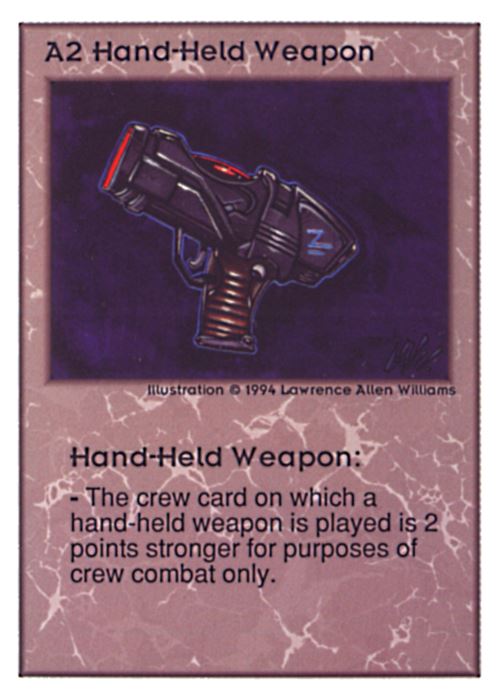 A2 Hand-Held Weapon
Z
Illustration © 1994 Lawrence Allen Williams
Hand-Held Weapon:
- The crew card on which a
hand-held weapon is played is 2
points stronger for purposes of
crew combat only.